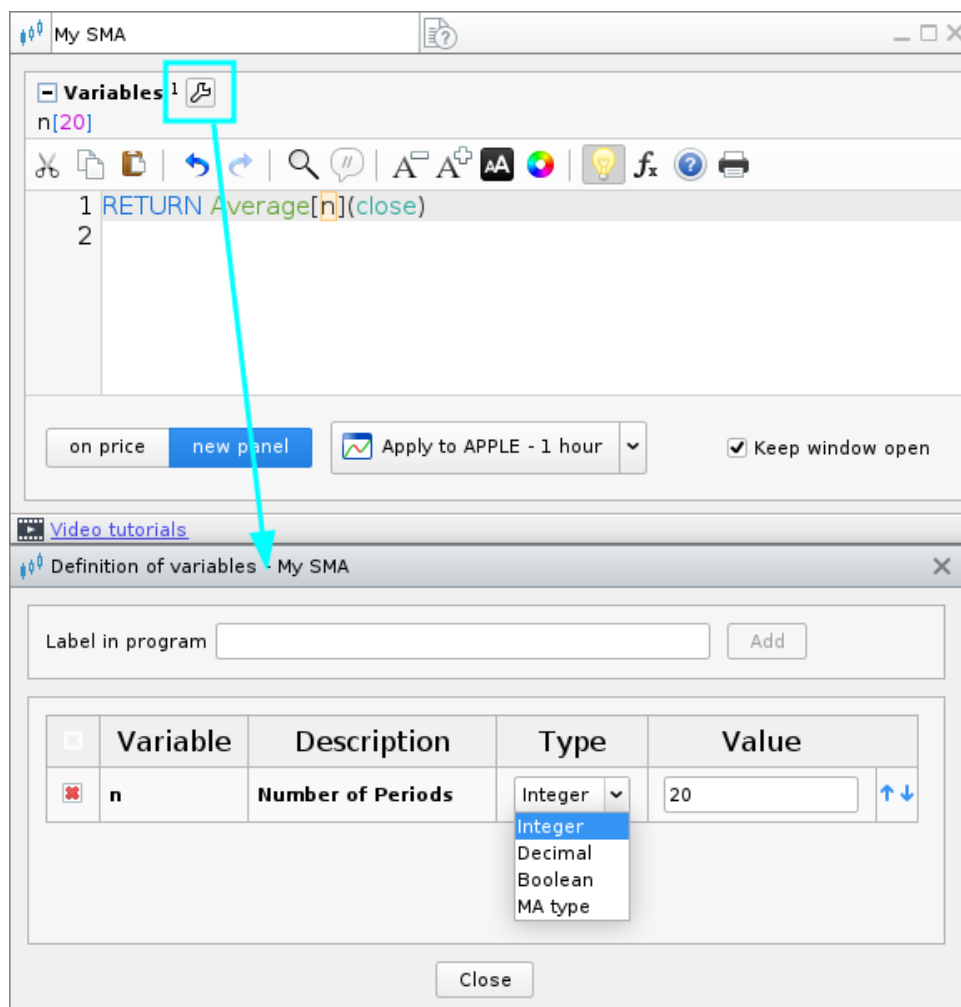 My SMA
Variables 1
n[20]
1 RETURN Average[n](close)
2
on price new panel Apply to APPLE - 1 hour Keep window open
Video tutorials
Definition of variables - My SMA
Label in program Add
Variable Description Type Value
n Number of Periods Integer 20
Integer
Decimal
Boolean
MA type
Close